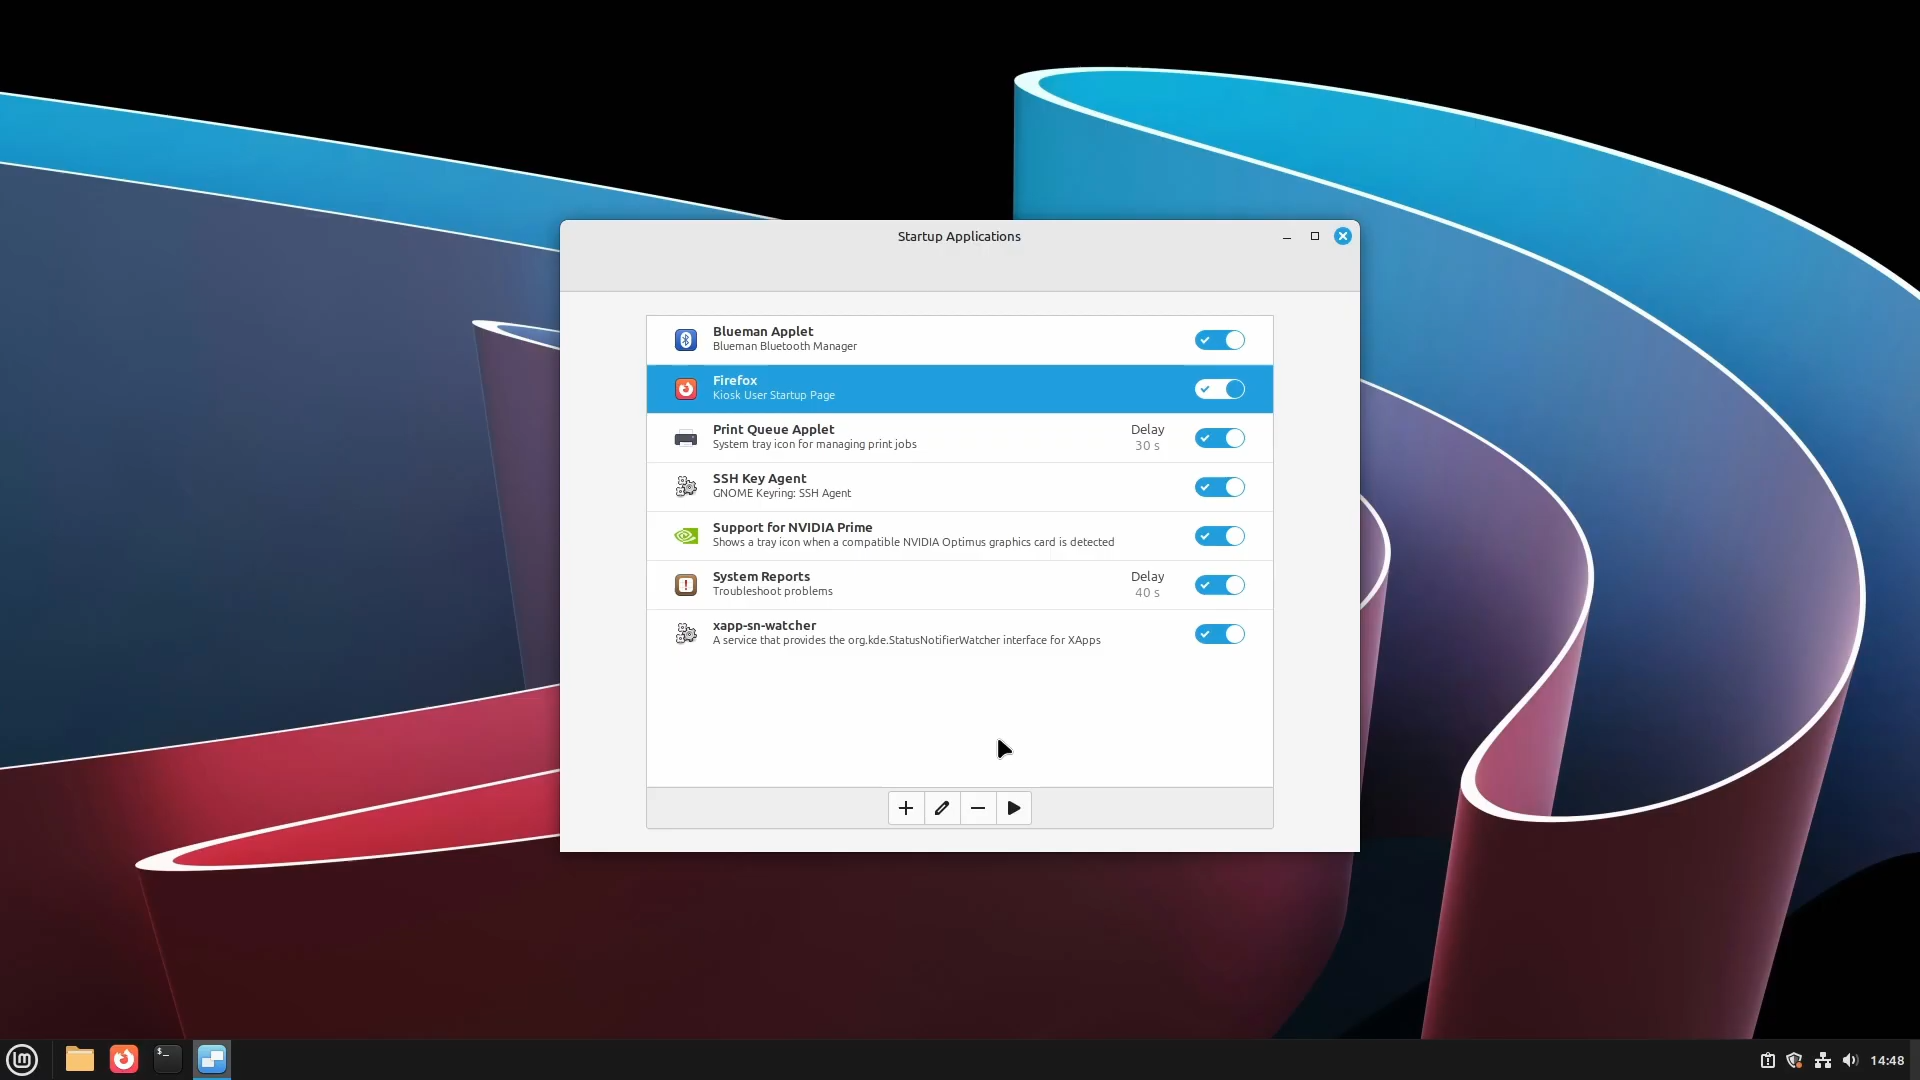 Startup Applications
Blueman Applet
Blueman Bluetooth Manager
Firefox
Kiosk User Startup Page
Print Queue Applet
System tray icon for managing print jobs
Delay
30 s
SSH Key Agent
GNOME Keyring: SSH Agent
Support for NVIDIA Prime
Shows a tray icon when a compatible NVIDIA Optimus graphics card is detected
System Reports
Troubleshoot problems
Delay
40 s
xapp-sn-watcher
A service that provides the org.kde.StatusNotifierWatcher interface for XApps
$_
14:48